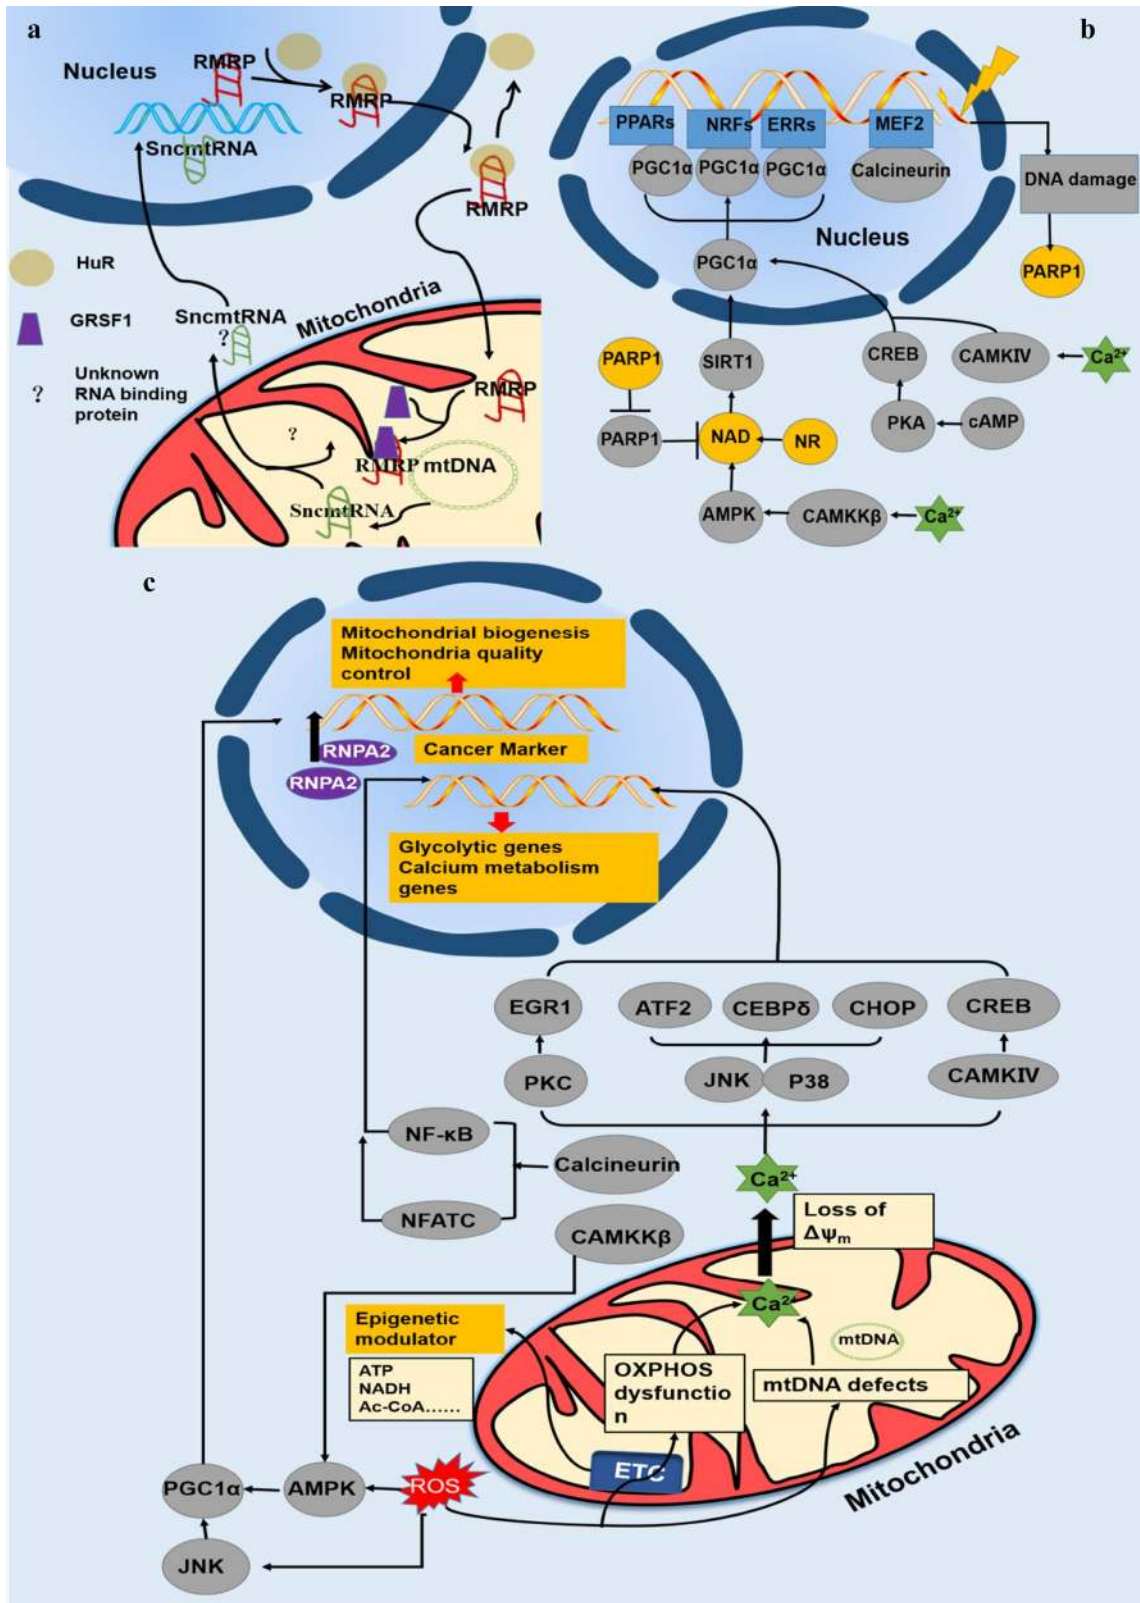 a
Nucleus
RMRP
RMRP
SncmtRNA
RMRP
HuR
GRSF1
?
Unknown
RNA binding
protein
SncmtRNA
?
Mitochondria
RMRP
?
RMRP
mtDNA
SncmtRNA
b
PPARs
NRFs
ERRs
MEF2
PGC1α
PGC1α
PGC1α
Calcineurin
DNA damage
Nucleus
PGC1α
PARP1
PARP1
SIRT1
CREB
CAMKIV
Ca²⁺
PARP1
NAD
NR
PKA
cAMP
AMPK
CAMKKβ
Ca²⁺
c
Mitochondrial biogenesis
Mitochondria quality
control
RNPA2
RNPA2
Cancer Marker
Glycolytic genes
Calcium metabolism
genes
EGR1
ATF2
CEBPδ
CHOP
CREB
PKC
JNK
P38
CAMKIV
NF-κB
Calcineurin
Ca²⁺
NFATC
CAMKKβ
Loss of
Δψₘ
Epigenetic
modulator
ATP
NADH
Ac-CoA......
Ca²⁺
mtDNA
OXPHOS
dysfunctio
n
mtDNA defects
ETC
Mitochondria
PGC1α
AMPK
ROS
JNK